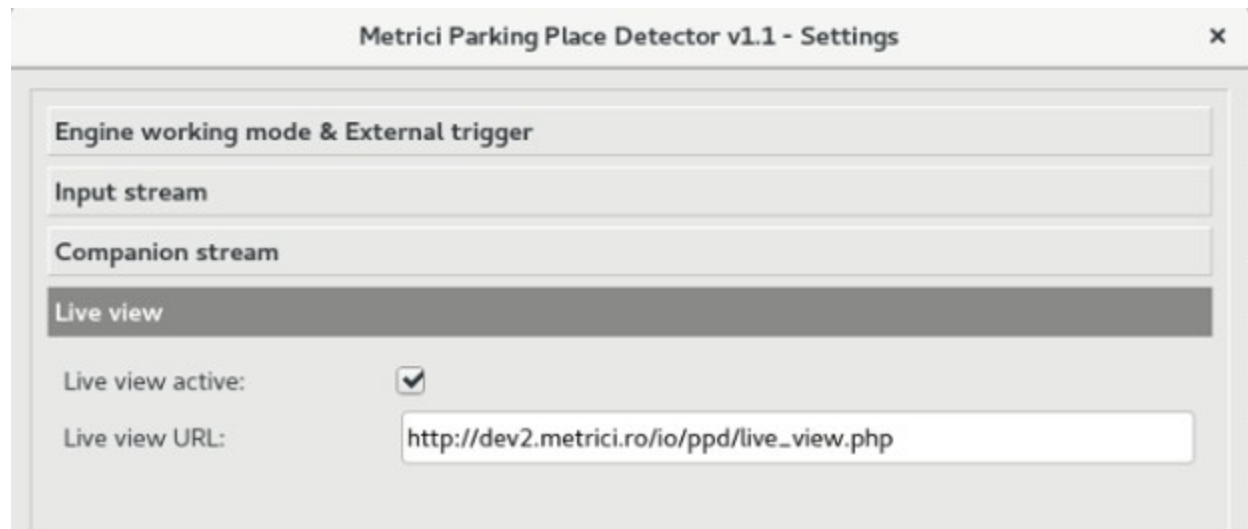 Metrici Parking Place Detector v1.1 - Settings
Engine working mode & External trigger
Input stream
Companion stream
Live view
Live view active:
Live view URL: http://dev2.metrici.ro/io/ppd/live_view.php